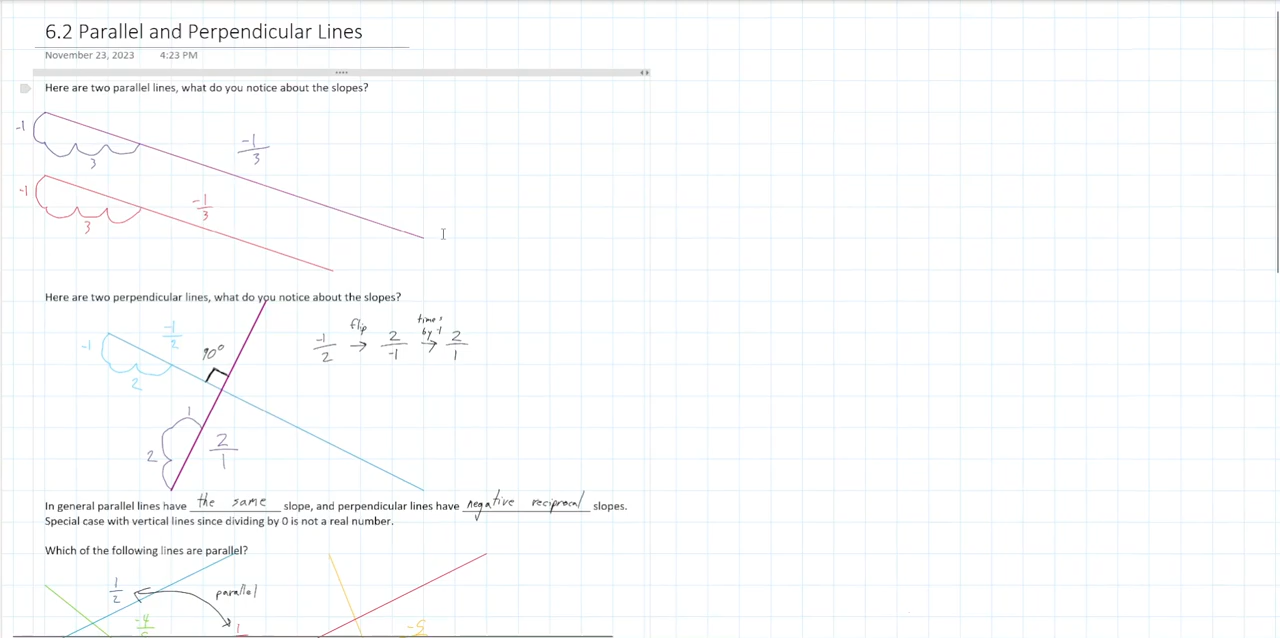 6.2 Parallel and Perpendicular Lines
November 23, 2023 4:23 PM
Here are two parallel lines, what do you notice about the slopes?
-1
3
-1/3
-1
3
-1/3
Here are two perpendicular lines, what do you notice about the slopes?
-1
2
-1/2
90°
-1/2 flip → 2/-1 times by -1 → 2/1
1
2
2/1
In general parallel lines have the same slope, and perpendicular lines have negative reciprocal slopes.
Special case with vertical lines since dividing by 0 is not a real number.
Which of the following lines are parallel?
1/2
parallel
-4
1